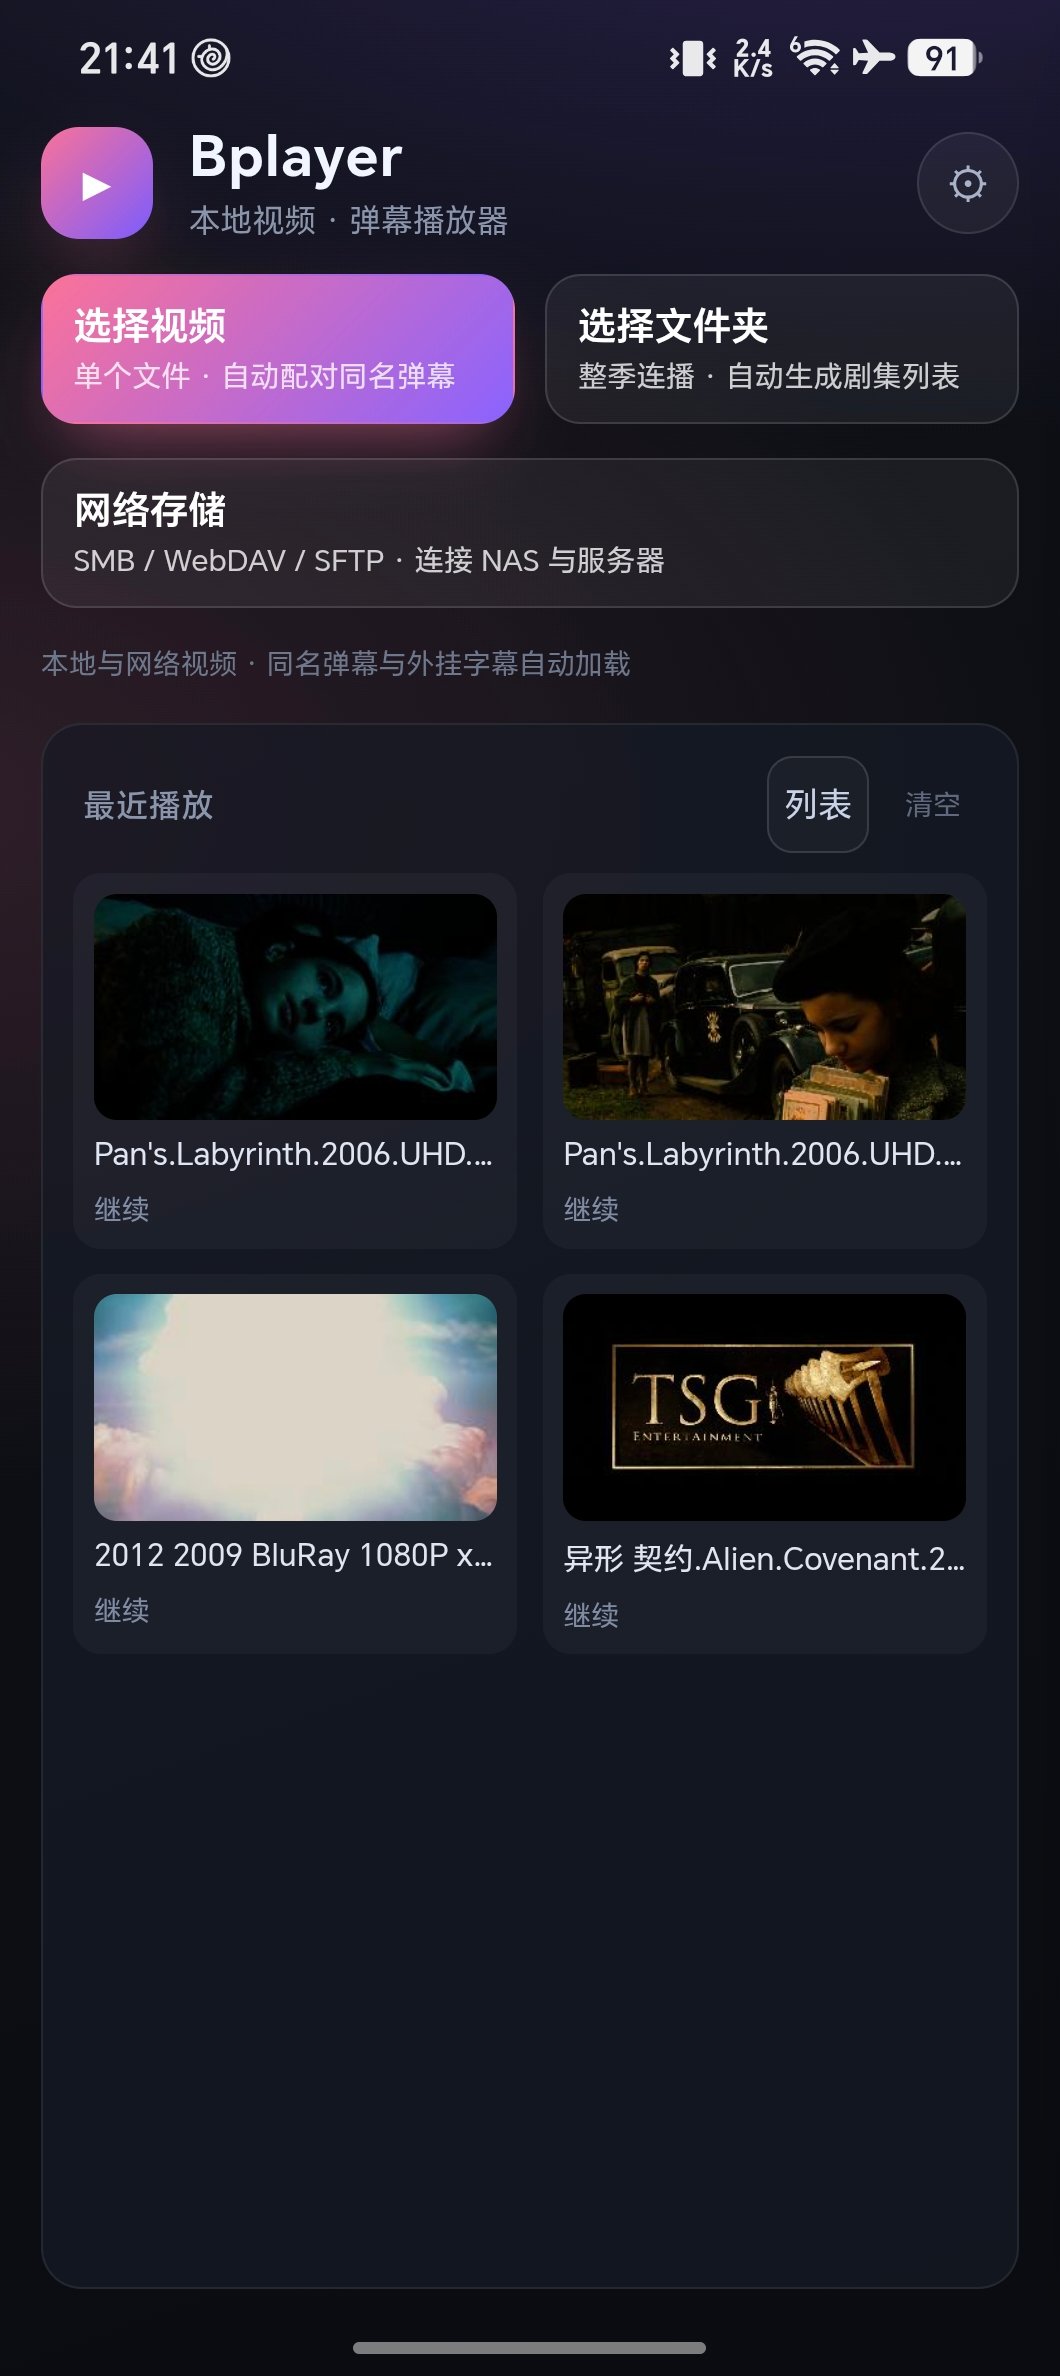 21:41
2.4
K/s
6
91
Bplayer
本地视频 · 弹幕播放器
选择视频
单个文件 · 自动配对同名弹幕
选择文件夹
整季连播 · 自动生成剧集列表
网络存储
SMB / WebDAV / SFTP · 连接 NAS 与服务器
本地与网络视频 · 同名弹幕与外挂字幕自动加载
最近播放
列表
清空
Pan's.Labyrinth.2006.UHD....
继续
Pan's.Labyrinth.2006.UHD....
继续
2012 2009 BluRay 1080P x...
继续
TSG
ENTERTAINMENT
异形 契约.Alien.Covenant.2...
继续